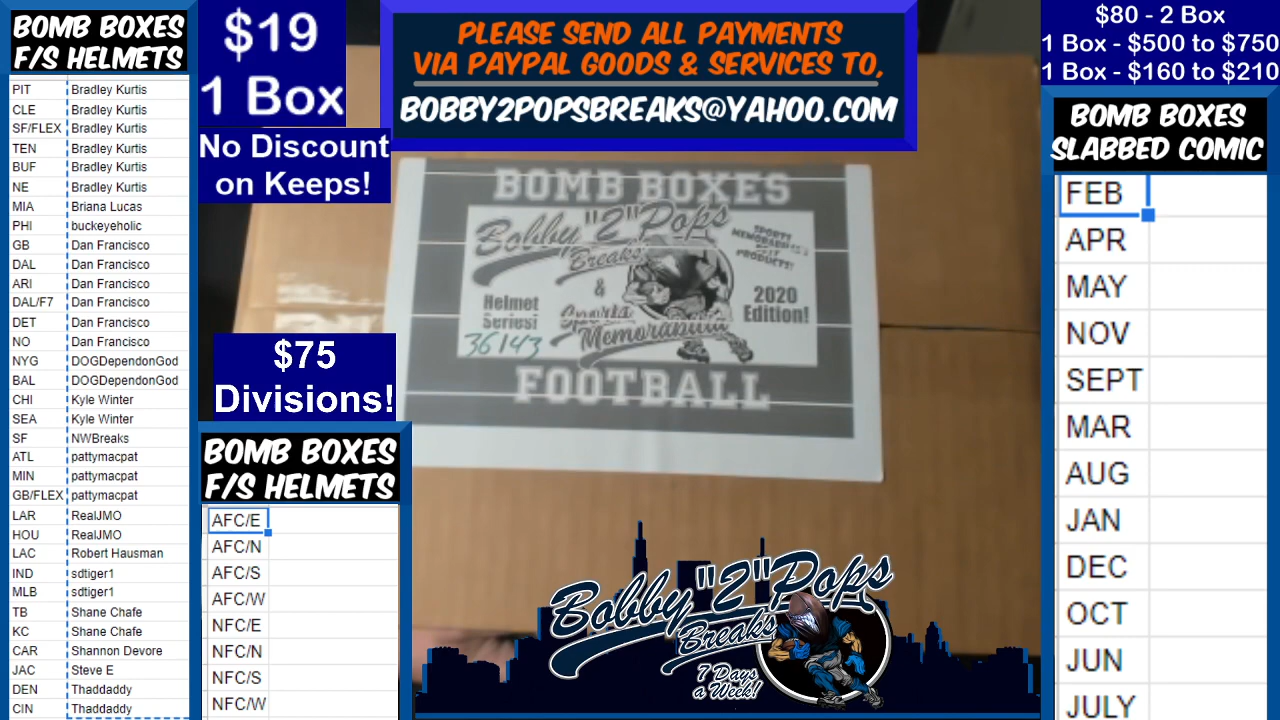 BOMB BOXES
F/S HELMETS
PIT Bradley Kurtis
CLE Bradley Kurtis
SF/FLEX Bradley Kurtis
TEN Bradley Kurtis
BUF Bradley Kurtis
NE Bradley Kurtis
MIA Briana Lucas
PHI buckeyeholic
GB Dan Francisco
DAL Dan Francisco
ARI Dan Francisco
DAL/F7 Dan Francisco
DET Dan Francisco
NO Dan Francisco
NYG DOGDependonGod
BAL DOGDependonGod
CHI Kyle Winter
SEA Kyle Winter
SF NWBreaks
ATL pattymacpat
MIN pattymacpat
GB/FLEX pattymacpat
LAR RealJMO
HOU RealJMO
LAC Robert Hausman
IND sdtiger1
MLB sdtiger1
TB Shane Chafe
KC Shane Chafe
CAR Shannon Devore
JAC Steve E
DEN Thaddaddy
CIN Thaddaddy
$19
1 Box
No Discount
on Keeps!
$75
Divisions!
BOMB BOXES
F/S HELMETS
AFC/E
AFC/N
AFC/S
AFC/W
NFC/E
NFC/N
NFC/S
NFC/W
PLEASE SEND ALL PAYMENTS
VIA PAYPAL GOODS & SERVICES TO,
BOBBY2POPSBREAKS@YAHOO.COM
BOMB BOXES
Bobby "2" Pops
Breaks
&
Sports
Memorabilia
SPORTS
MEMORABILIA
PRODUCTS!
Helmet
Series!
2020
Edition!
36143
FOOTBALL
Bobby "2" Pops
Breaks
7 Days
a Week!
$80 - 2 Box
1 Box - $500 to $750
1 Box - $160 to $210
BOMB BOXES
SLABBED COMIC
FEB
APR
MAY
NOV
SEPT
MAR
AUG
JAN
DEC
OCT
JUN
JULY